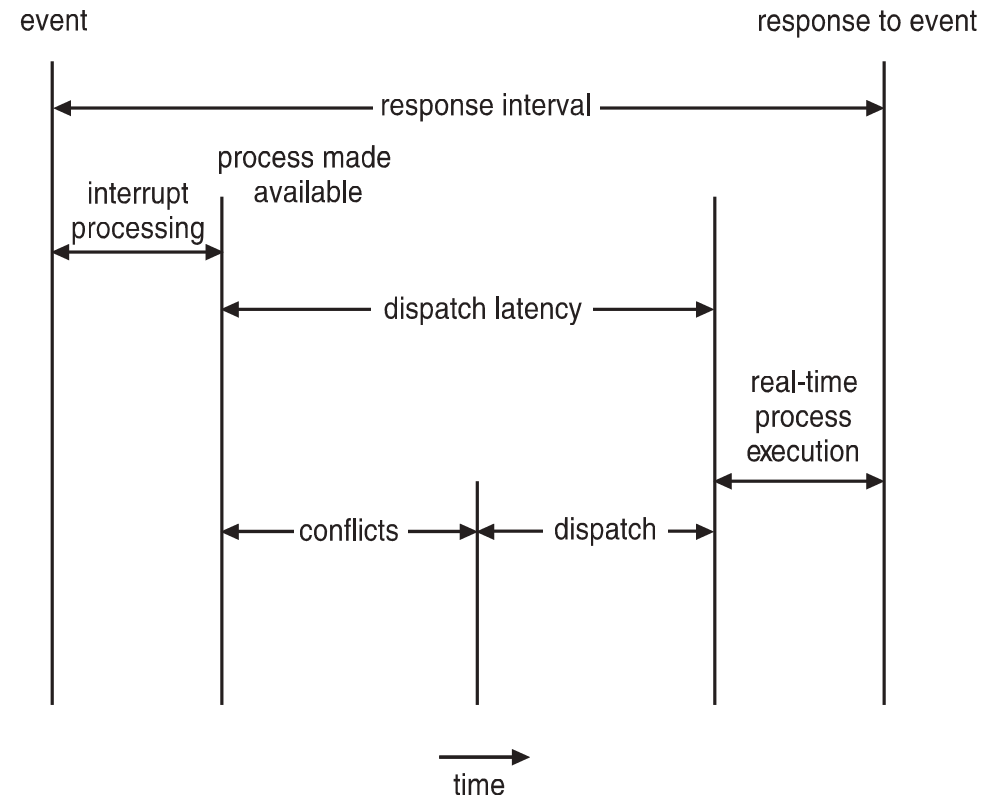 event
response to event
response interval
process made
available
interrupt
processing
dispatch latency
real-time
process
execution
conflicts
dispatch
time